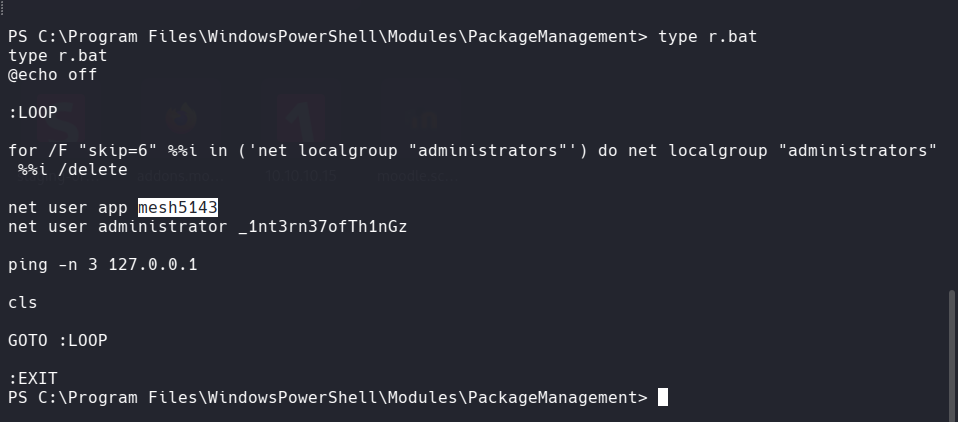 PS C:\Program Files\WindowsPowerShell\Modules\PackageManagement> type r.bat
type r.bat
@echo off
:LOOP
for /F "skip=6" %%i in ('net localgroup "administrators"') do net localgroup "administrators"
%%i /delete
net user app mesh5143
net user administrator _1nt3rn37ofTh1nGz
ping -n 3 127.0.0.1
cls
GOTO :LOOP
:EXIT
PS C:\Program Files\WindowsPowerShell\Modules\PackageManagement>